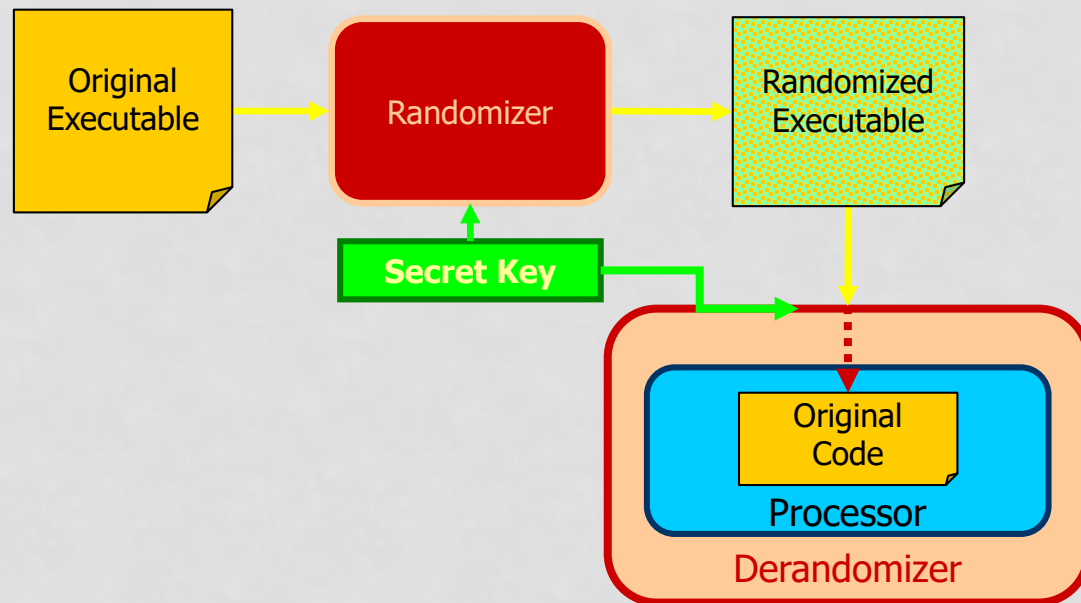 Original
Executable
Randomizer
Randomized
Executable
Secret Key
Original
Code
Processor
Derandomizer